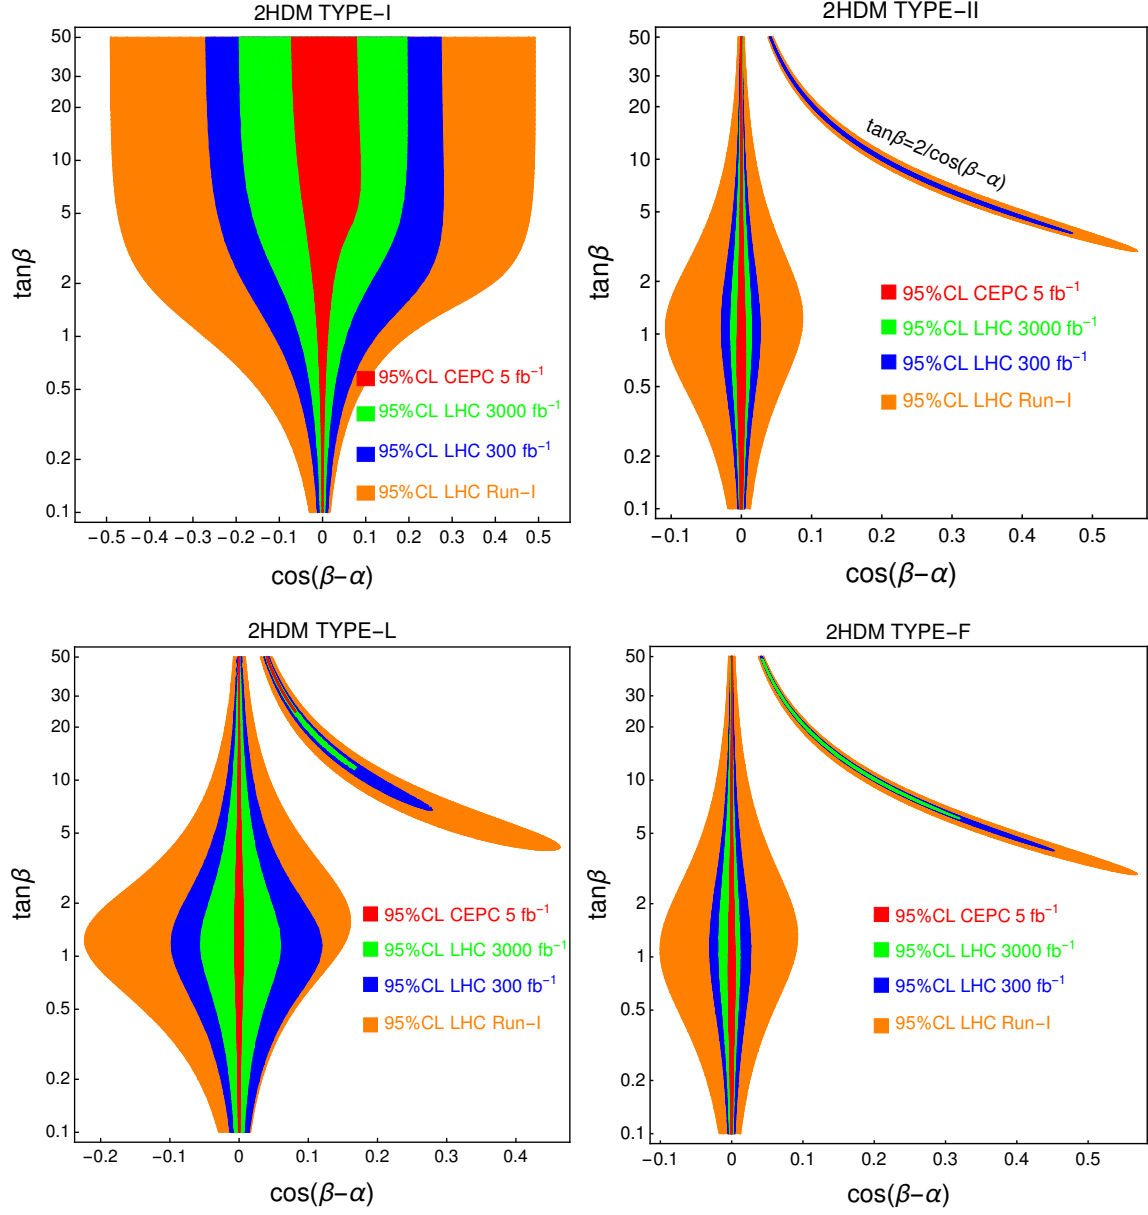 2HDM TYPE−I
50
30
20
10
5
2
1
0.5
0.2
0.1
tanβ
95%CL CEPC 5 fb⁻¹
95%CL LHC 3000 fb⁻¹
95%CL LHC 300 fb⁻¹
95%CL LHC Run−I
−0.5 −0.4 −0.3 −0.2 −0.1 0 0.1 0.2 0.3 0.4 0.5
cos(β−α)
2HDM TYPE−II
50
30
20
10
5
2
1
0.5
0.2
0.1
tanβ
tanβ=2/cos(β−α)
95%CL CEPC 5 fb⁻¹
95%CL LHC 3000 fb⁻¹
95%CL LHC 300 fb⁻¹
95%CL LHC Run−I
−0.1 0 0.1 0.2 0.3 0.4 0.5
cos(β−α)
2HDM TYPE−L
50
30
20
10
5
2
1
0.5
0.2
0.1
tanβ
95%CL CEPC 5 fb⁻¹
95%CL LHC 3000 fb⁻¹
95%CL LHC 300 fb⁻¹
95%CL LHC Run−I
−0.2 −0.1 0 0.1 0.2 0.3 0.4
cos(β−α)
2HDM TYPE−F
50
30
20
10
5
2
1
0.5
0.2
0.1
tanβ
95%CL CEPC 5 fb⁻¹
95%CL LHC 3000 fb⁻¹
95%CL LHC 300 fb⁻¹
95%CL LHC Run−I
−0.1 0 0.1 0.2 0.3 0.4 0.5
cos(β−α)